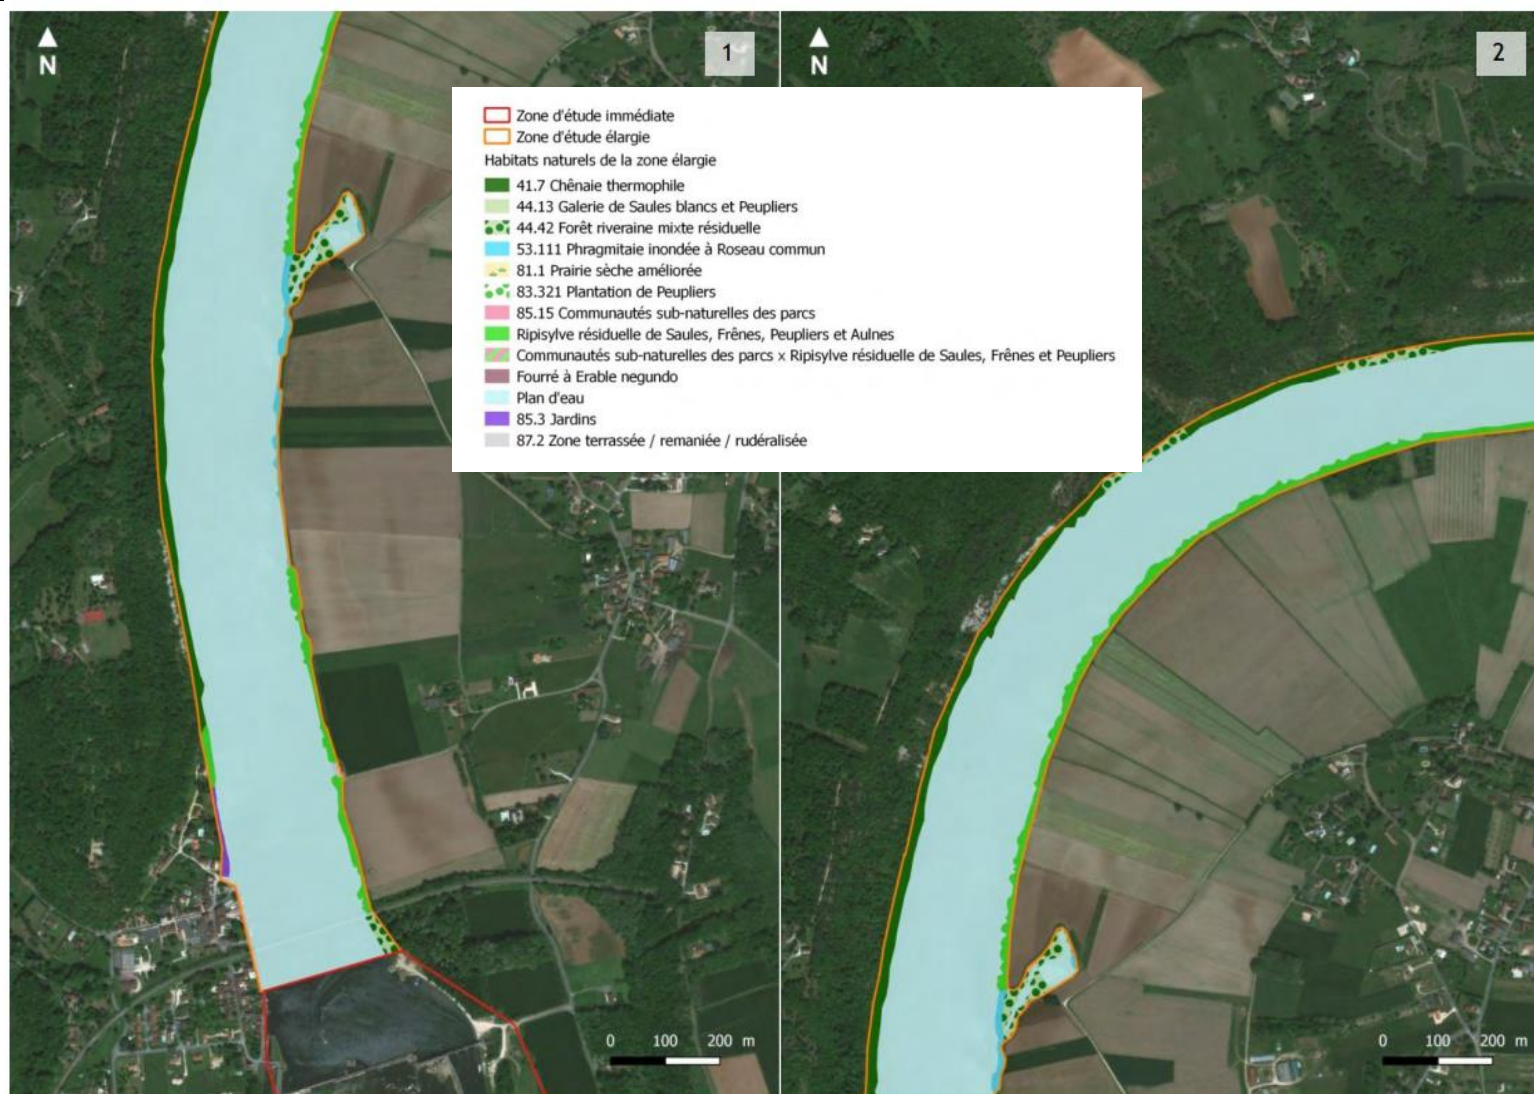 N
1
N
2
Zone d'étude immédiate
Zone d'étude élargie
Habitats naturels de la zone élargie
41.7 Chênaie thermophile
44.13 Galerie de Saules blancs et Peupliers
44.42 Forêt riveraine mixte résiduelle
53.111 Phragmitaie inondée à Roseau commun
81.1 Prairie sèche améliorée
83.321 Plantation de Peupliers
85.15 Communautés sub-naturelles des parcs
Ripisylve résiduelle de Saules, Frênes, Peupliers et Aulnes
Communautés sub-naturelles des parcs x Ripisylve résiduelle de Saules, Frênes et Peupliers
Fourré à Erable negundo
Plan d'eau
85.3 Jardins
87.2 Zone terrassée / remaniée / rudéralisée
0 100 200 m
0 100 200 m